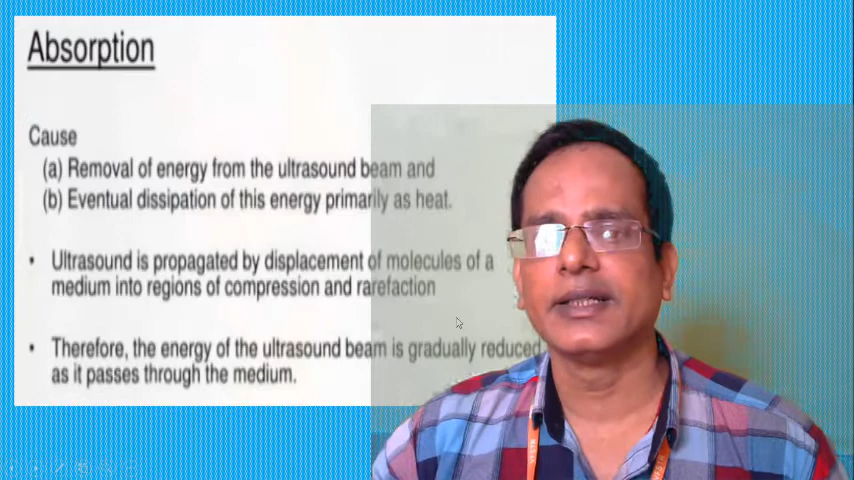 Absorption
Cause
(a) Removal of energy from the ultrasound beam and
(b) Eventual dissipation of this energy primarily as heat.
• Ultrasound is propagated by displacement of molecules of a
medium into regions of compression and rarefaction
• Therefore, the energy of the ultrasound beam is gradually reduced
as it passes through the medium.